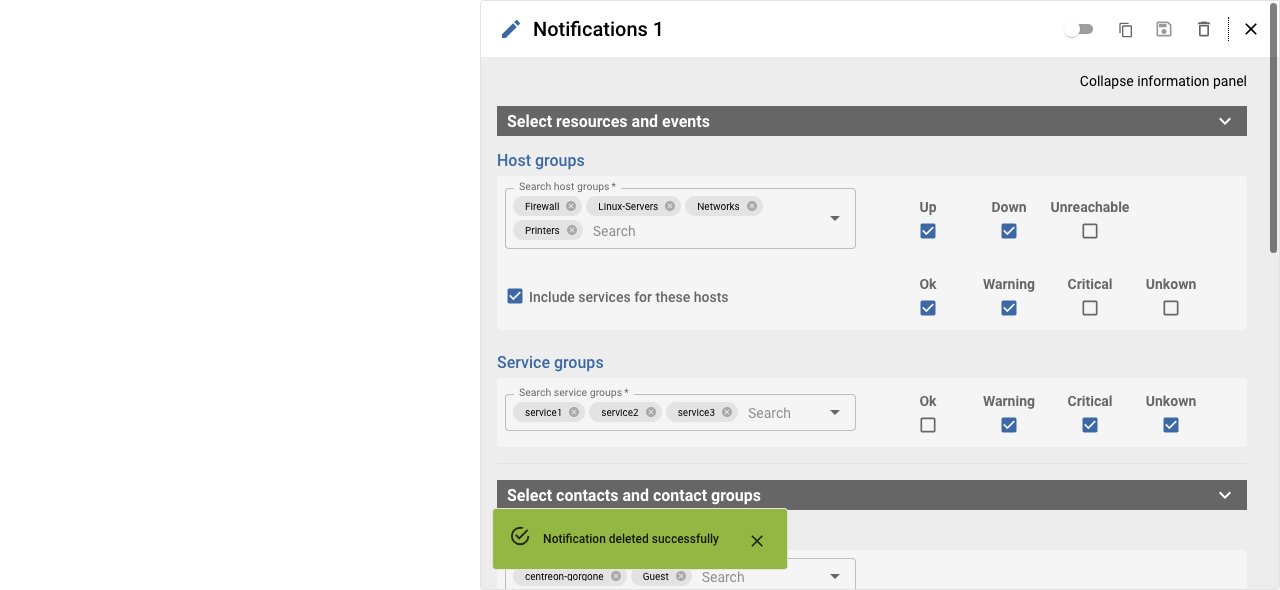 Notifications 1
Collapse information panel
Select resources and events
Host groups
Search host groups *
Firewall Linux-Servers Networks
Printers Search
Up Down Unreachable
Include services for these hosts
Ok Warning Critical Unkown
Service groups
Search service groups *
service1 service2 service3 Search
Ok Warning Critical Unkown
Select contacts and contact groups
Notification deleted successfully
centreon-gorgone Guest Search